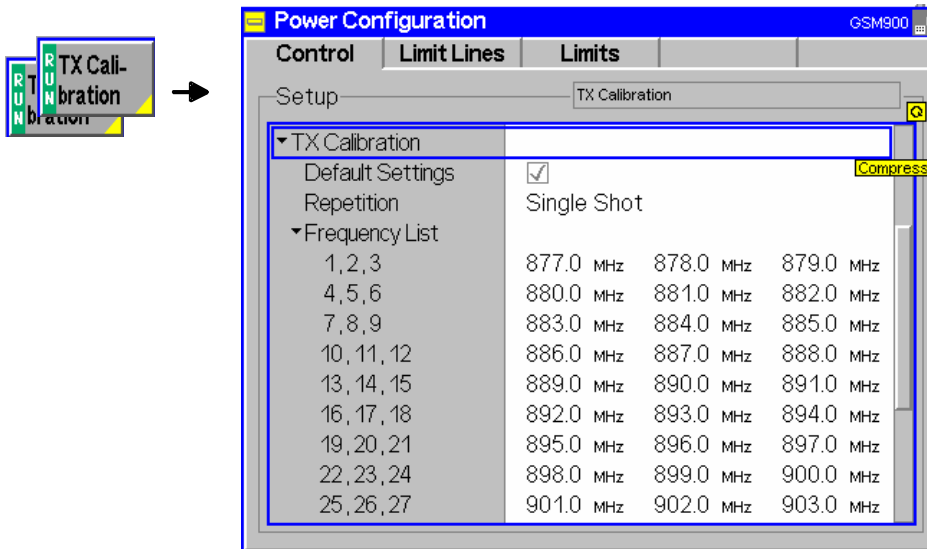 Power Configuration GSM900
Control Limit Lines Limits
RUN TX Cali-
bration
RUN T
bration
Setup TX Calibration
TX Calibration
Compress
Default Settings
Repetition Single Shot
Frequency List
1,2,3 877.0 MHz 878.0 MHz 879.0 MHz
4,5,6 880.0 MHz 881.0 MHz 882.0 MHz
7,8,9 883.0 MHz 884.0 MHz 885.0 MHz
10,11,12 886.0 MHz 887.0 MHz 888.0 MHz
13,14,15 889.0 MHz 890.0 MHz 891.0 MHz
16,17,18 892.0 MHz 893.0 MHz 894.0 MHz
19,20,21 895.0 MHz 896.0 MHz 897.0 MHz
22,23,24 898.0 MHz 899.0 MHz 900.0 MHz
25,26,27 901.0 MHz 902.0 MHz 903.0 MHz